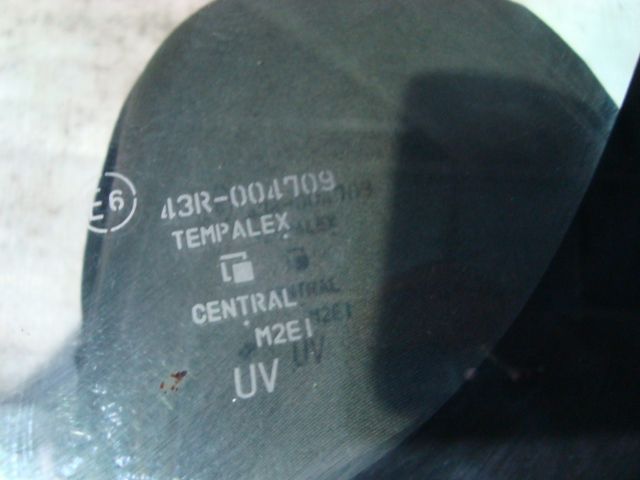 E6 43R-004709
TEMPALEX
CENTRAL
M2E1
UV